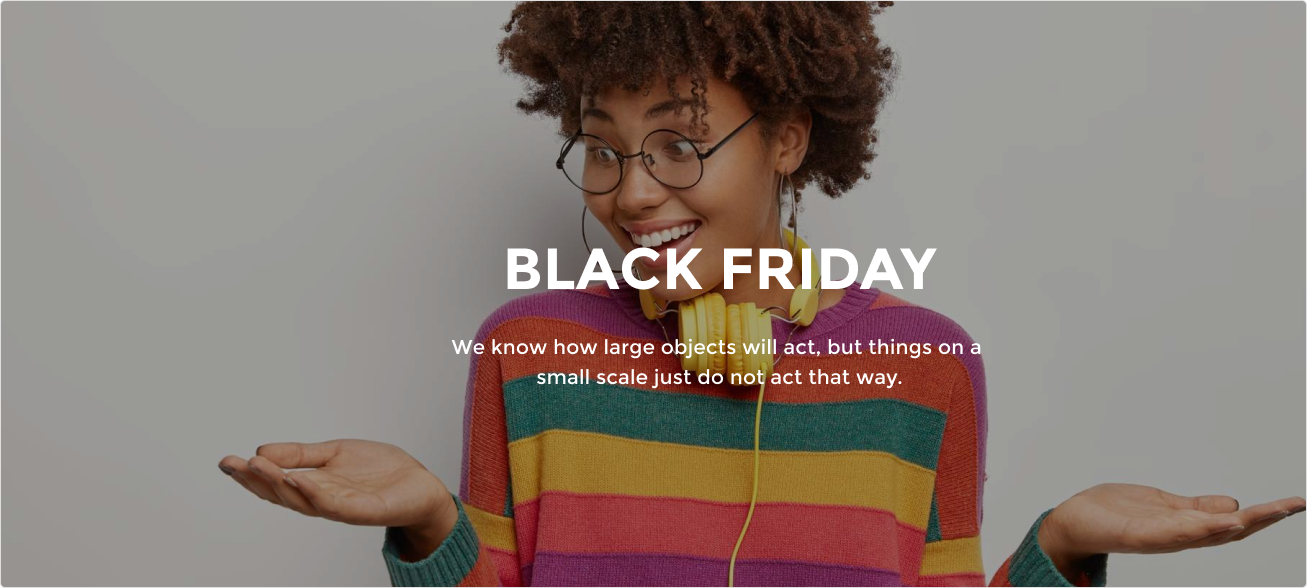 BLACK FRIDAY
We know how large objects will act, but things on a
small scale just do not act that way.